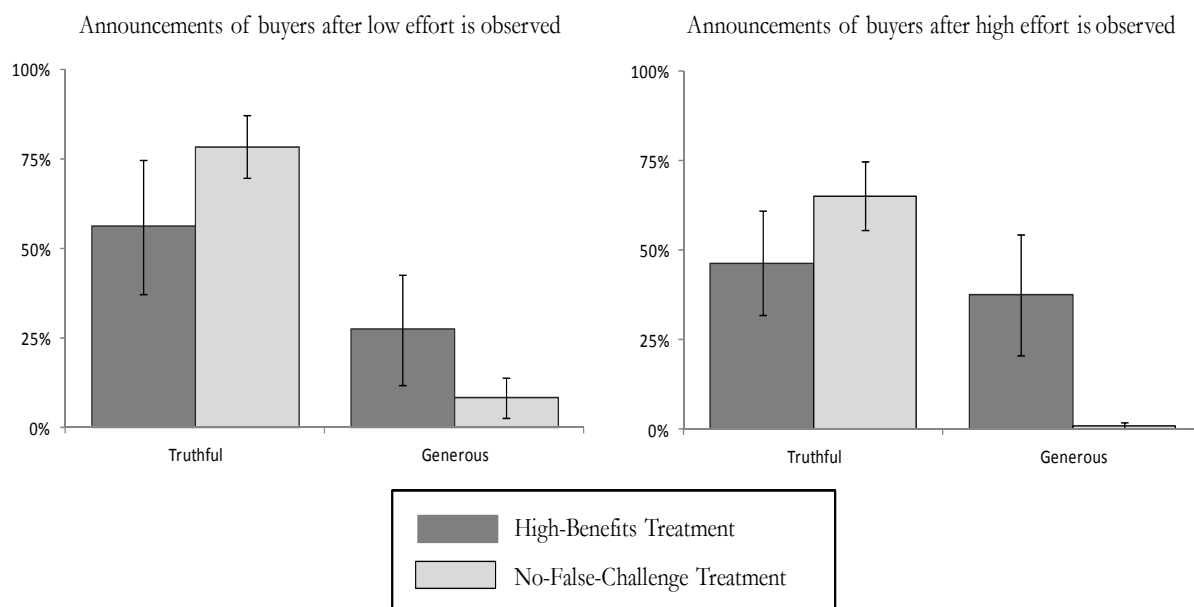 Announcements of buyers after low effort is observed
100%
75%
50%
25%
0%
Truthful
Generous
Announcements of buyers after high effort is observed
100%
75%
50%
25%
0%
Truthful
Generous
High-Benefits Treatment
No-False-Challenge Treatment